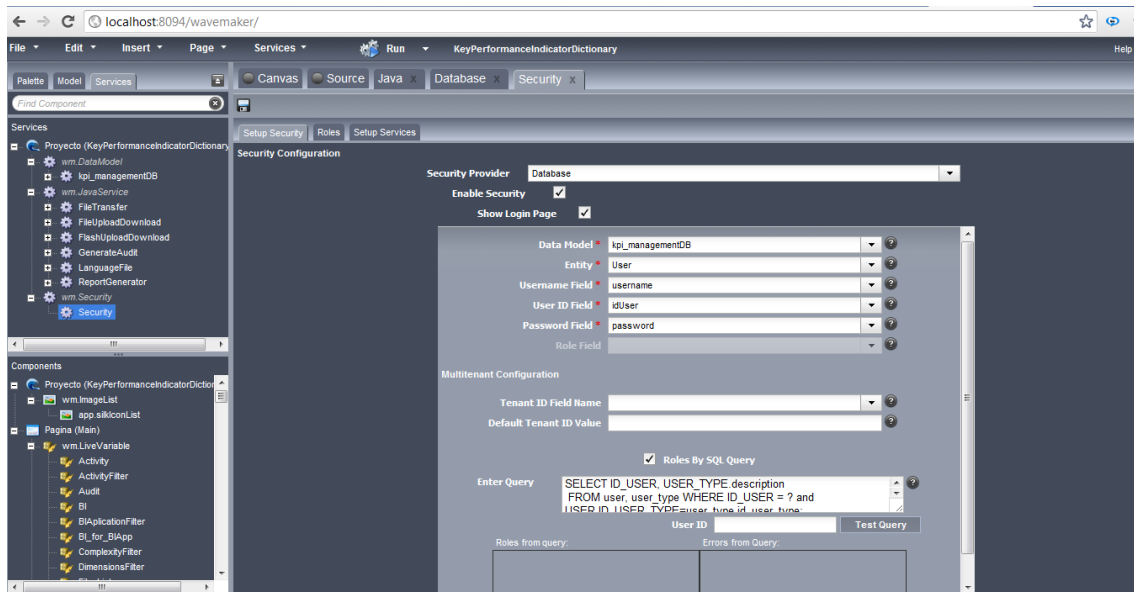 localhost:8094/wavemaker/
File Edit Insert Page Services Run KeyPerformanceIndicatorDictionary Help
Palette Model Services Canvas Source Java x Database x Security x
Find Component
Services
Proyecto (KeyPerformanceIndicatorDictionary
wm.DataModel
kpi_managementDB
wm.JavaService
FileTransfer
FileUploadDownload
FlashUploadDownload
GenerateAudit
LanguageFile
ReportGenerator
wm.Security
Security
Components
Proyecto (KeyPerformanceIndicatorDiction
wm.ImageList
app.silkIconList
Pagina (Main)
wm.LiveVariable
Activity
ActivityFilter
Audit
BI
BIAplicationFilter
BI_for_BIApp
ComplexityFilter
DimensionsFilter
Setup Security Roles Setup Services
Security Configuration
Security Provider Database
Enable Security
Show Login Page
Data Model * kpi_managementDB
Entity * User
Username Field * username
User ID Field * idUser
Password Field * password
Role Field
Multitenant Configuration
Tenant ID Field Name
Default Tenant ID Value
Roles By SQL Query
Enter Query SELECT ID_USER, USER_TYPE.description
FROM user, user_type WHERE ID_USER = ? and
USER.ID_USER_TYPE=user_type.id_user_type;
User ID Test Query
Roles from query: Errors from Query: